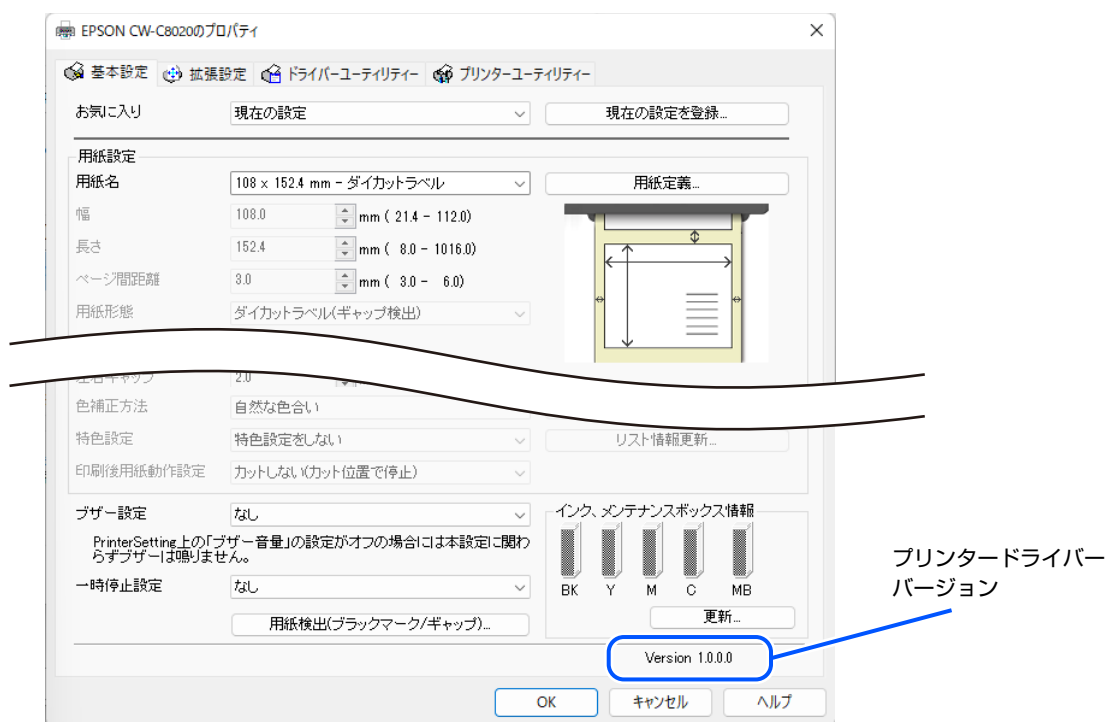 EPSON CW-C8020のプロパティ
基本設定 拡張設定 ドライバーユーティリティー プリンターユーティリティー
お気に入り 現在の設定 現在の設定を登録...
用紙設定
用紙名 108 x 152.4 mm - ダイカットラベル 用紙定義...
幅 108.0 mm ( 21.4 - 112.0)
長さ 152.4 mm ( 8.0 - 1016.0)
ページ間距離 3.0 mm ( 3.0 - 6.0)
用紙形態 ダイカットラベル(ギャップ検出)
左右ギャップ 2.0
色補正方法 自然な色合い
特色設定 特色設定をしない リスト情報更新...
印刷後用紙動作設定 カットしない(カット位置で停止)
ブザー設定 なし
PrinterSetting上の「ブザー音量」の設定がオフの場合には本設定に関わ
らずブザーは鳴りません。
一時停止設定 なし
用紙検出(ブラックマーク/ギャップ)...
インク、メンテナンスボックス情報
BK Y M C MB
更新...
Version 1.0.0.0
OK キャンセル ヘルプ
プリンタードライバー
バージョン